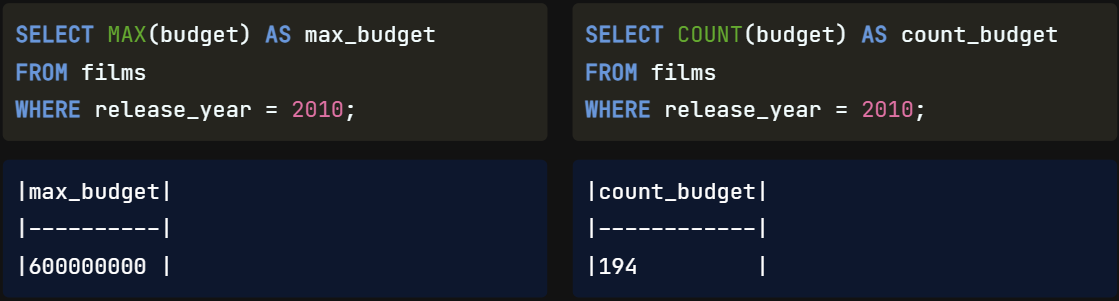 SELECT MAX(budget) AS max_budget
FROM films
WHERE release_year = 2010;
|max_budget|
|----------|
|600000000 |
SELECT COUNT(budget) AS count_budget
FROM films
WHERE release_year = 2010;
|count_budget|
|------------|
|194         |